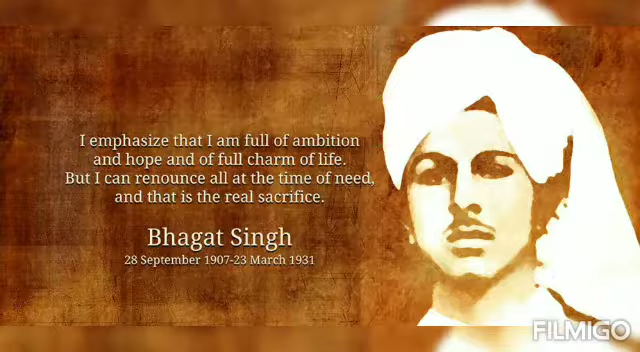 I emphasize that I am full of ambition
and hope and of full charm of life.
But I can renounce all at the time of need,
and that is the real sacrifice.
Bhagat Singh
28 September 1907-23 March 1931
FILMIGO